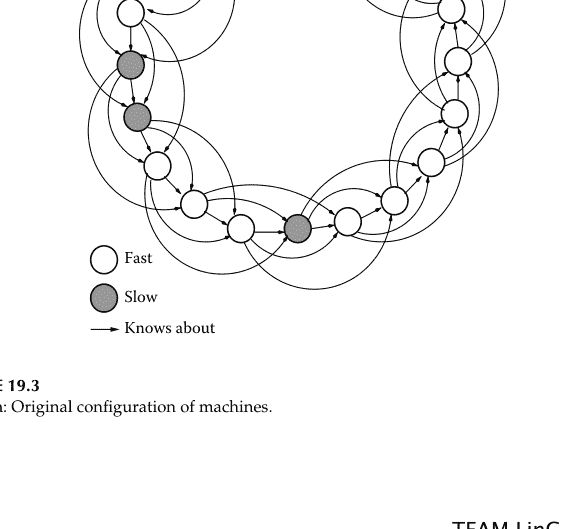 Fast
Slow
Knows about
E 19.3
: Original configuration of machines.
TEAM LinG